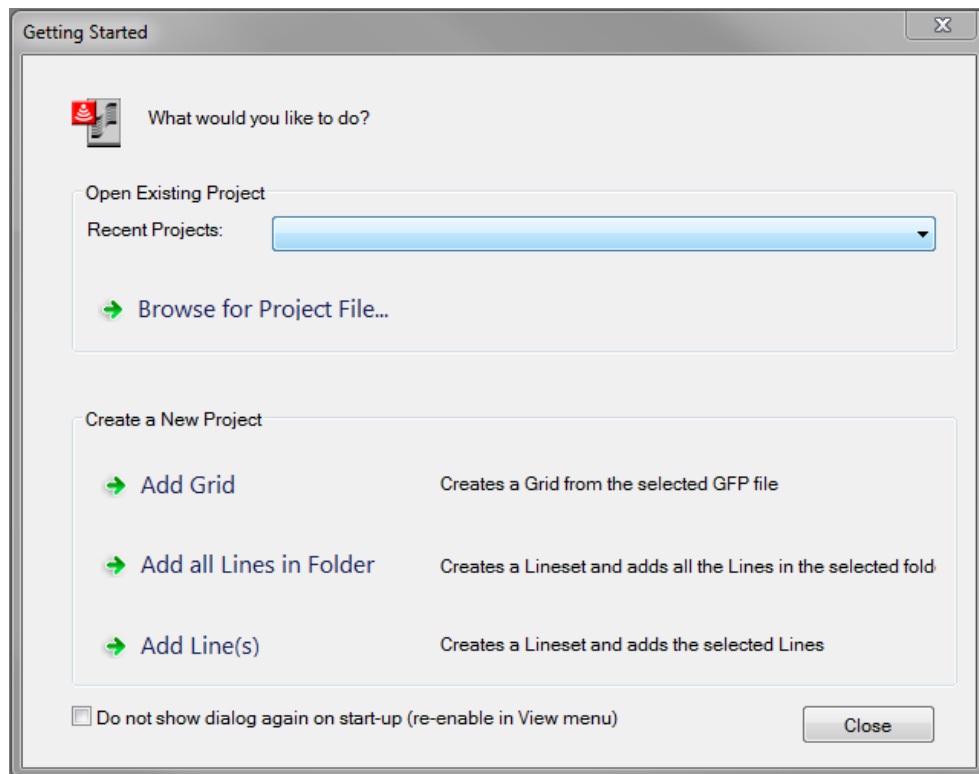 Getting Started
What would you like to do?
Open Existing Project
Recent Projects:
Browse for Project File...
Create a New Project
Add Grid Creates a Grid from the selected GFP file
Add all Lines in Folder Creates a Lineset and adds all the Lines in the selected fold
Add Line(s) Creates a Lineset and adds the selected Lines
Do not show dialog again on start-up (re-enable in View menu)
Close